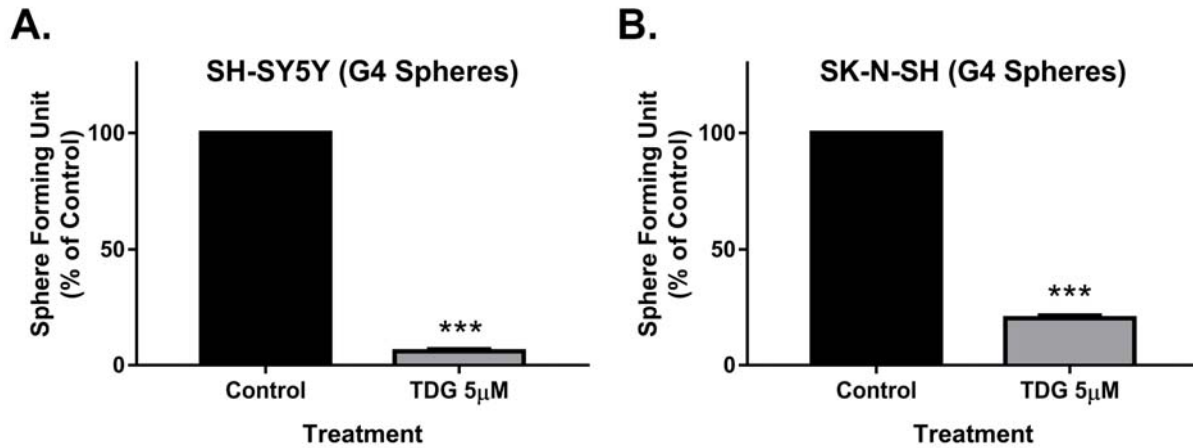 A.
SH-SY5Y (G4 Spheres)
Sphere Forming Unit
(% of Control)
100
50
0
***
Control
TDG 5μM
Treatment
B.
SK-N-SH (G4 Spheres)
Sphere Forming Unit
(% of Control)
100
50
0
***
Control
TDG 5μM
Treatment